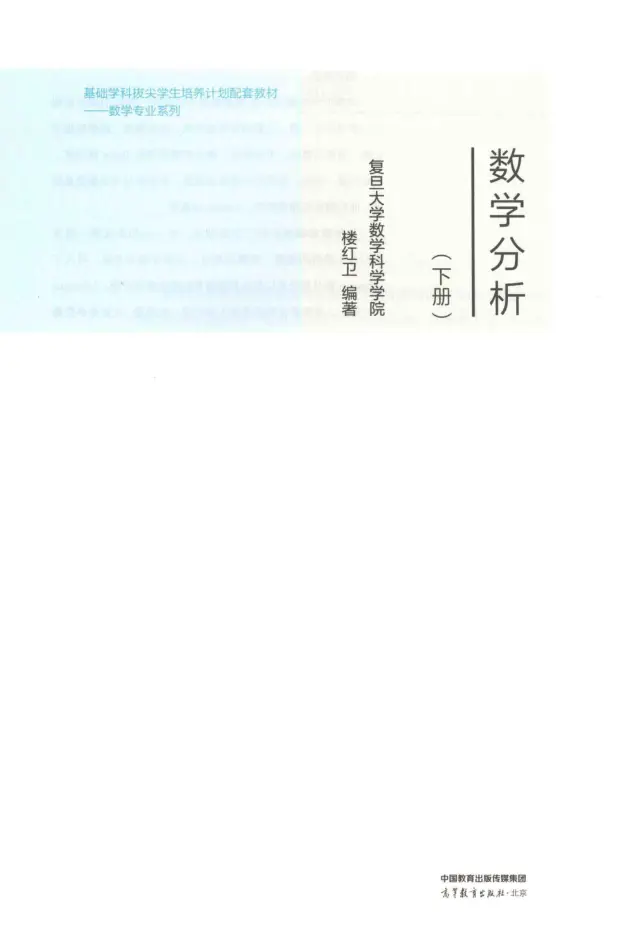 基础学科拔尖学生培养计划配套教材
——数学专业系列
数学分析
（下册）
复旦大学数学科学学院
楼红卫 编著
中国教育出版传媒集团
高等教育出版社·北京